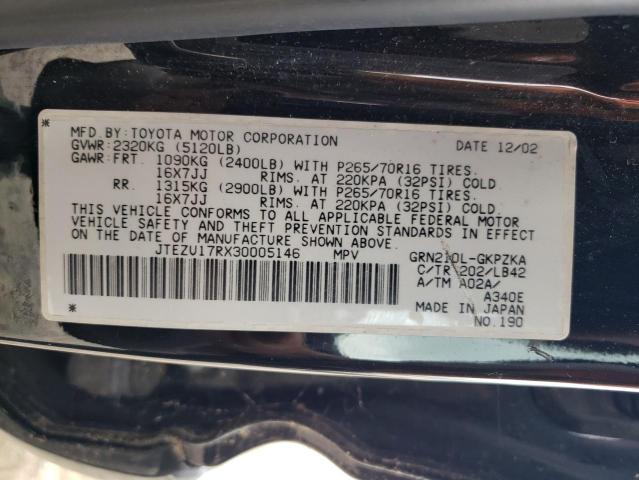 MFD.BY:TOYOTA MOTOR CORPORATION DATE 12/02
GVWR:2320KG (5120LB)
GAWR:FRT. 1090KG (2400LB) WITH P265/70R16 TIRES.
16X7JJ RIMS. AT 220KPA (32PSI) COLD.
RR. 1315KG (2900LB) WITH P265/70R16 TIRES.
16X7JJ RIMS. AT 220KPA (32PSI) COLD.
THIS VEHICLE CONFORMS TO ALL APPLICABLE FEDERAL MOTOR
VEHICLE SAFETY AND THEFT PREVENTION STANDARDS IN EFFECT
ON THE DATE OF MANUFACTURE SHOWN ABOVE.
JTEZU17RX30005146 MPV GRN210L-GKPZKA
C/TR 202/LB42
A/TM A02A/
A340E
MADE IN JAPAN
NO.190